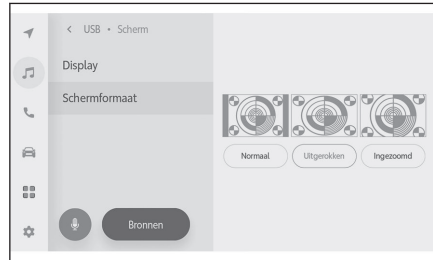 USB • Scherm
Display
Schermformaat
Normaal Uitgerokken Ingezoomd
Bronnen